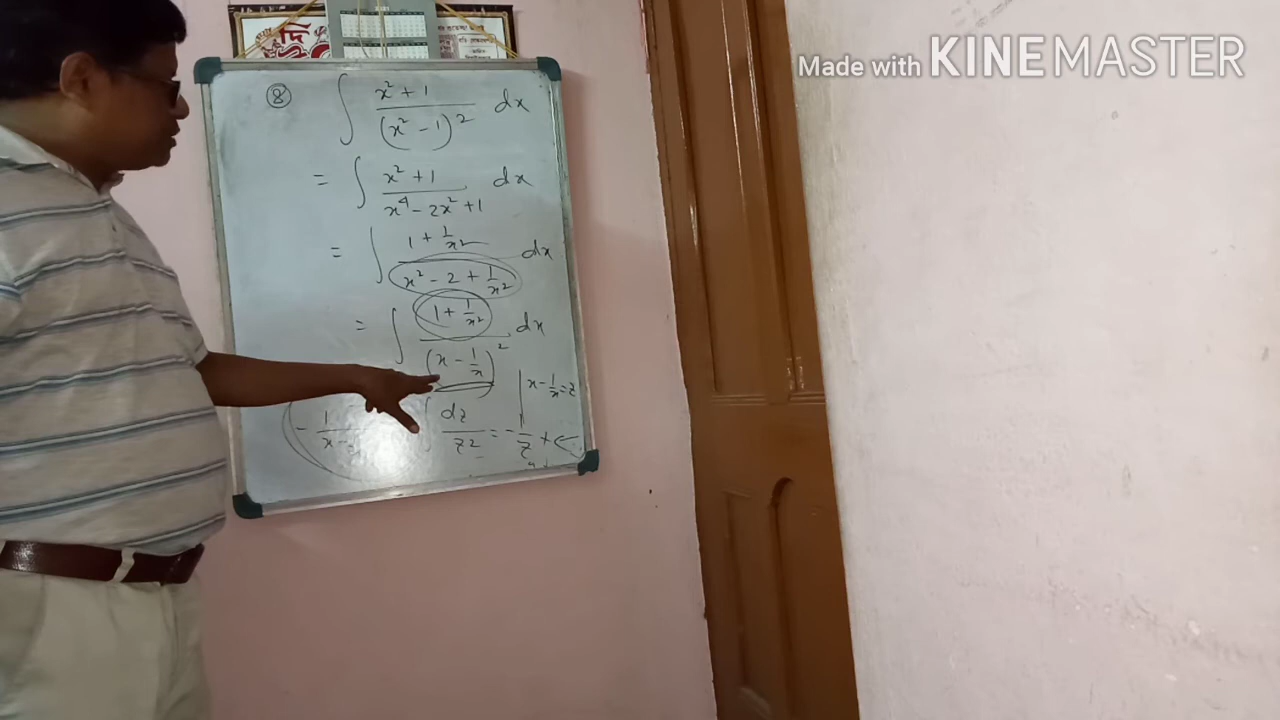 Made with KINEMASTER
⑧ ∫ (x² + 1)/(x² - 1)² dx
= ∫ (x² + 1)/(x⁴ - 2x² + 1) dx
= ∫ (1 + 1/x²)/(x² - 2 + 1/x²) dx
= ∫ (1 + 1/x²)/(x - 1/x)² dx
x - 1/x = z
∫ dz/z² = - 1/z + c
- 1/x -